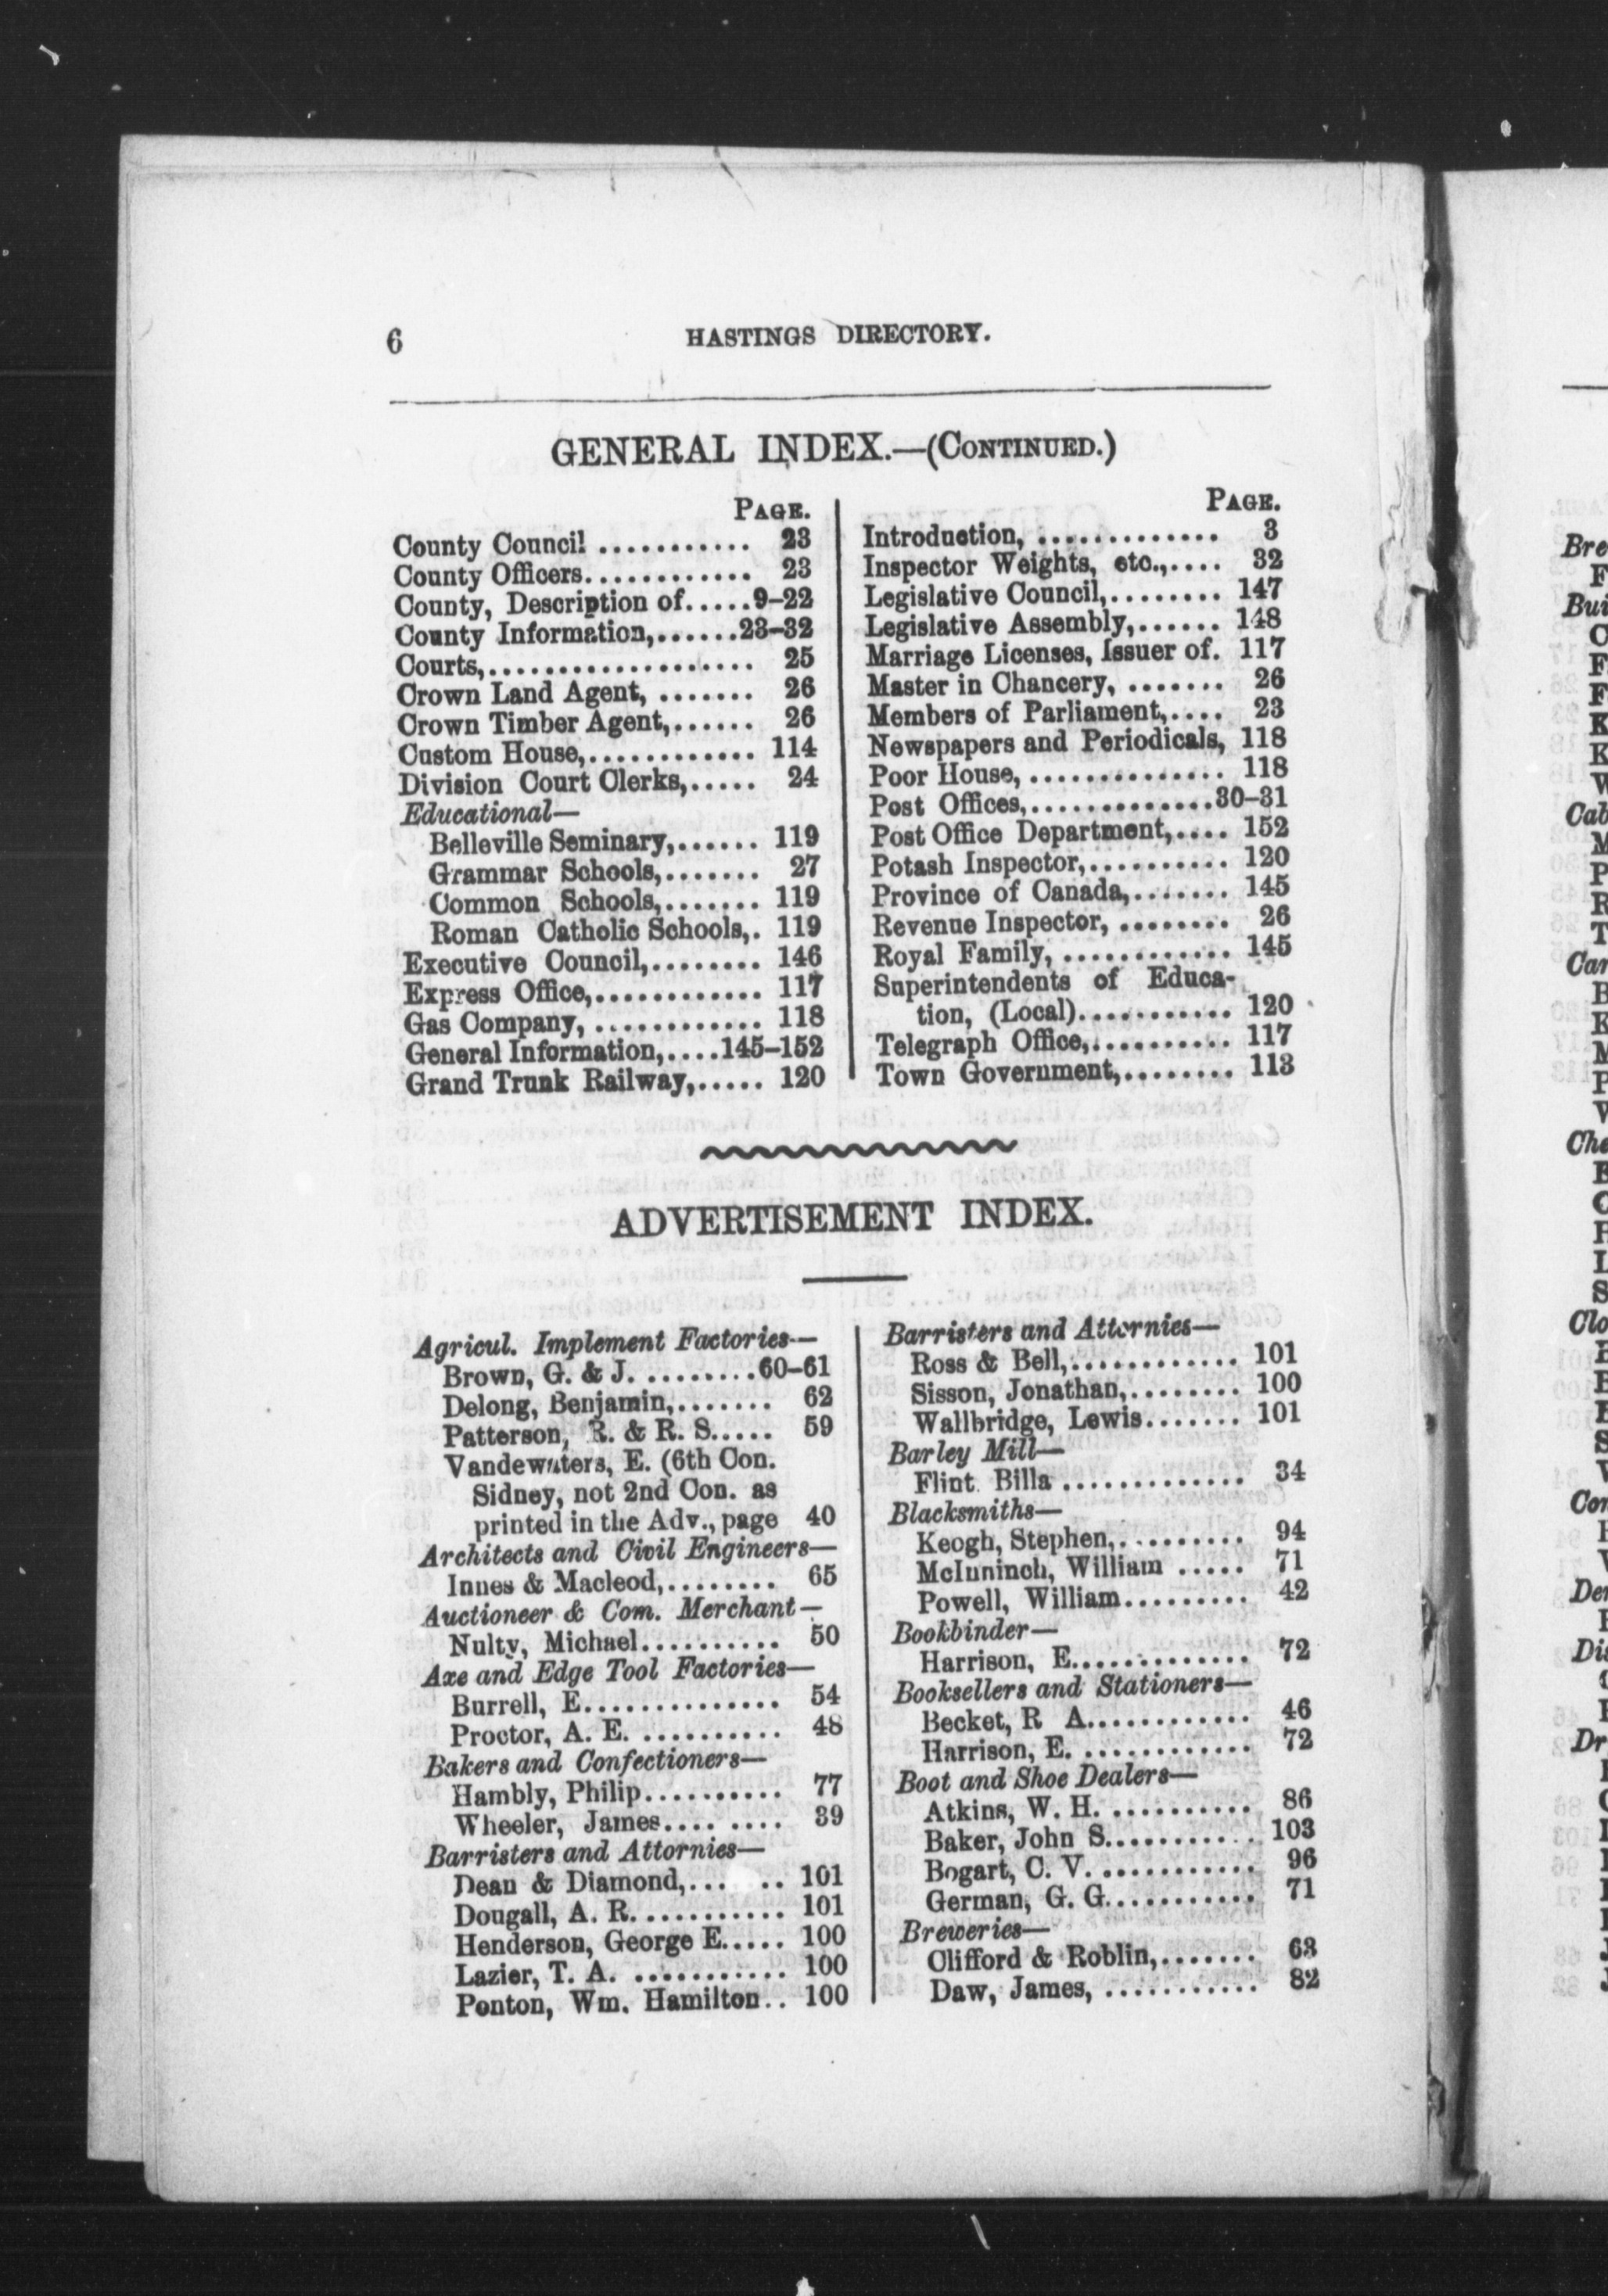 6 HASTINGS DIRECTORY.
GENERAL INDEX.—(CONTINUED.)
PAGE.
County Council ........... 23
County Officers............ 23
County, Description of.....9–22
County Information,......23–32
Courts,................... 25
Crown Land Agent, ....... 26
Crown Timber Agent,...... 26
Custom House,............ 114
Division Court Clerks,..... 24
Educational—
Belleville Seminary,...... 119
Grammar Schools,....... 27
Common Schools,....... 119
Roman Catholic Schools,. 119
Executive Council,........ 146
Express Office,............ 117
Gas Company, ............ 118
General Information,....145–152
Grand Trunk Railway,..... 120
PAGE.
Introduction, ............. 3
Inspector Weights, etc.,.... 32
Legislative Council,........ 147
Legislative Assembly,...... 148
Marriage Licenses, Issuer of. 117
Master in Chancery, ....... 26
Members of Parliament,.... 23
Newspapers and Periodicals, 118
Poor House, .............. 118
Post Offices,.............30–31
Post Office Department,.... 152
Potash Inspector,.......... 120
Province of Canada,....... 145
Revenue Inspector, ........ 26
Royal Family, ............ 145
Superintendents of Educa-
tion, (Local)........... 120
Telegraph Office,.......... 117
Town Government,........ 113
ADVERTISEMENT INDEX.
Agricul. Implement Factories—
Brown, G. & J. ........60–61
Delong, Benjamin,....... 62
Patterson, R. & R. S..... 59
Vandewaters, E. (6th Con.
Sidney, not 2nd Con. as
printed in the Adv., page 40
Architects and Civil Engineers—
Innes & Macleod,........ 65
Auctioneer & Com. Merchant—
Nulty, Michael.......... 50
Axe and Edge Tool Factories—
Burrell, E.............. 54
Proctor, A. E. .......... 48
Bakers and Confectioners—
Hambly, Philip.......... 77
Wheeler, James.... .... 39
Barristers and Attornies—
Dean & Diamond,... .. 101
Dougall, A. R. .......... 101
Henderson, George E..... 100
Lazier, T. A. ........... 100
Ponton, Wm. Hamilton.. 100
Barristers and Attornies—
Ross & Bell,............ 101
Sisson, Jonathan,........ 100
Wallbridge, Lewis....... 101
Barley Mill—
Flint Billa ............. 34
Blacksmiths—
Keogh, Stephen,......... 94
McIninch, William ..... 71
Powell, William......... 42
Bookbinder—
Harrison, E............. 72
Booksellers and Stationers—
Becket, R A............ 46
Harrison, E. ............ 72
Boot and Shoe Dealers—
Atkins, W. H. .......... 86
Baker, John S........... 103
Bogart, C. V. ........... 96
German, G. G........... 71
Breweries—
Clifford & Roblin,....... 63
Daw, James, ........... 82